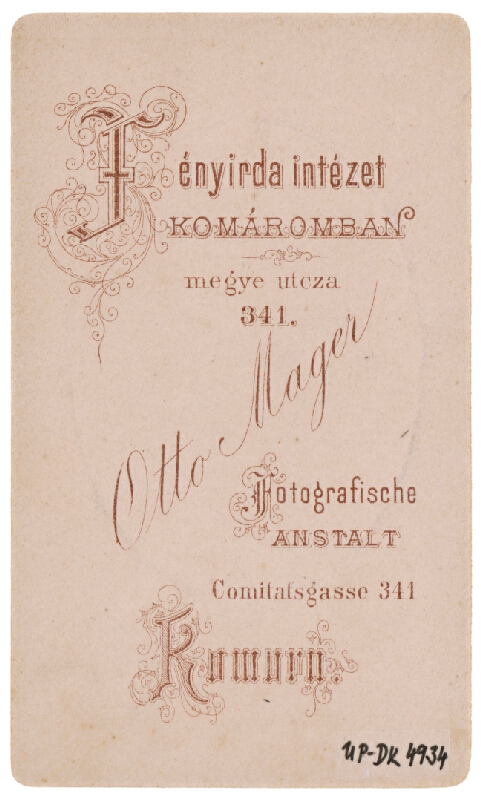 Fényirda intézet
KOMÁROMBAN
megye utcza
341.
Otto Mager
Fotografische
ANSTALT
Comitatsgasse 341
Komorn.
UP-DK 4934